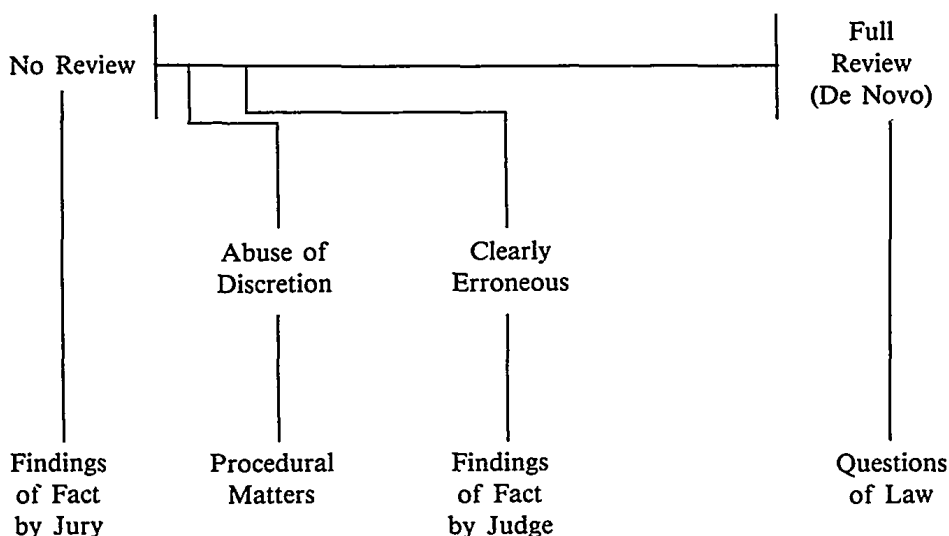 No Review
Full
Review
(De Novo)
Abuse of
Discretion
Clearly
Erroneous
Findings
of Fact
by Jury
Procedural
Matters
Findings
of Fact
by Judge
Questions
of Law